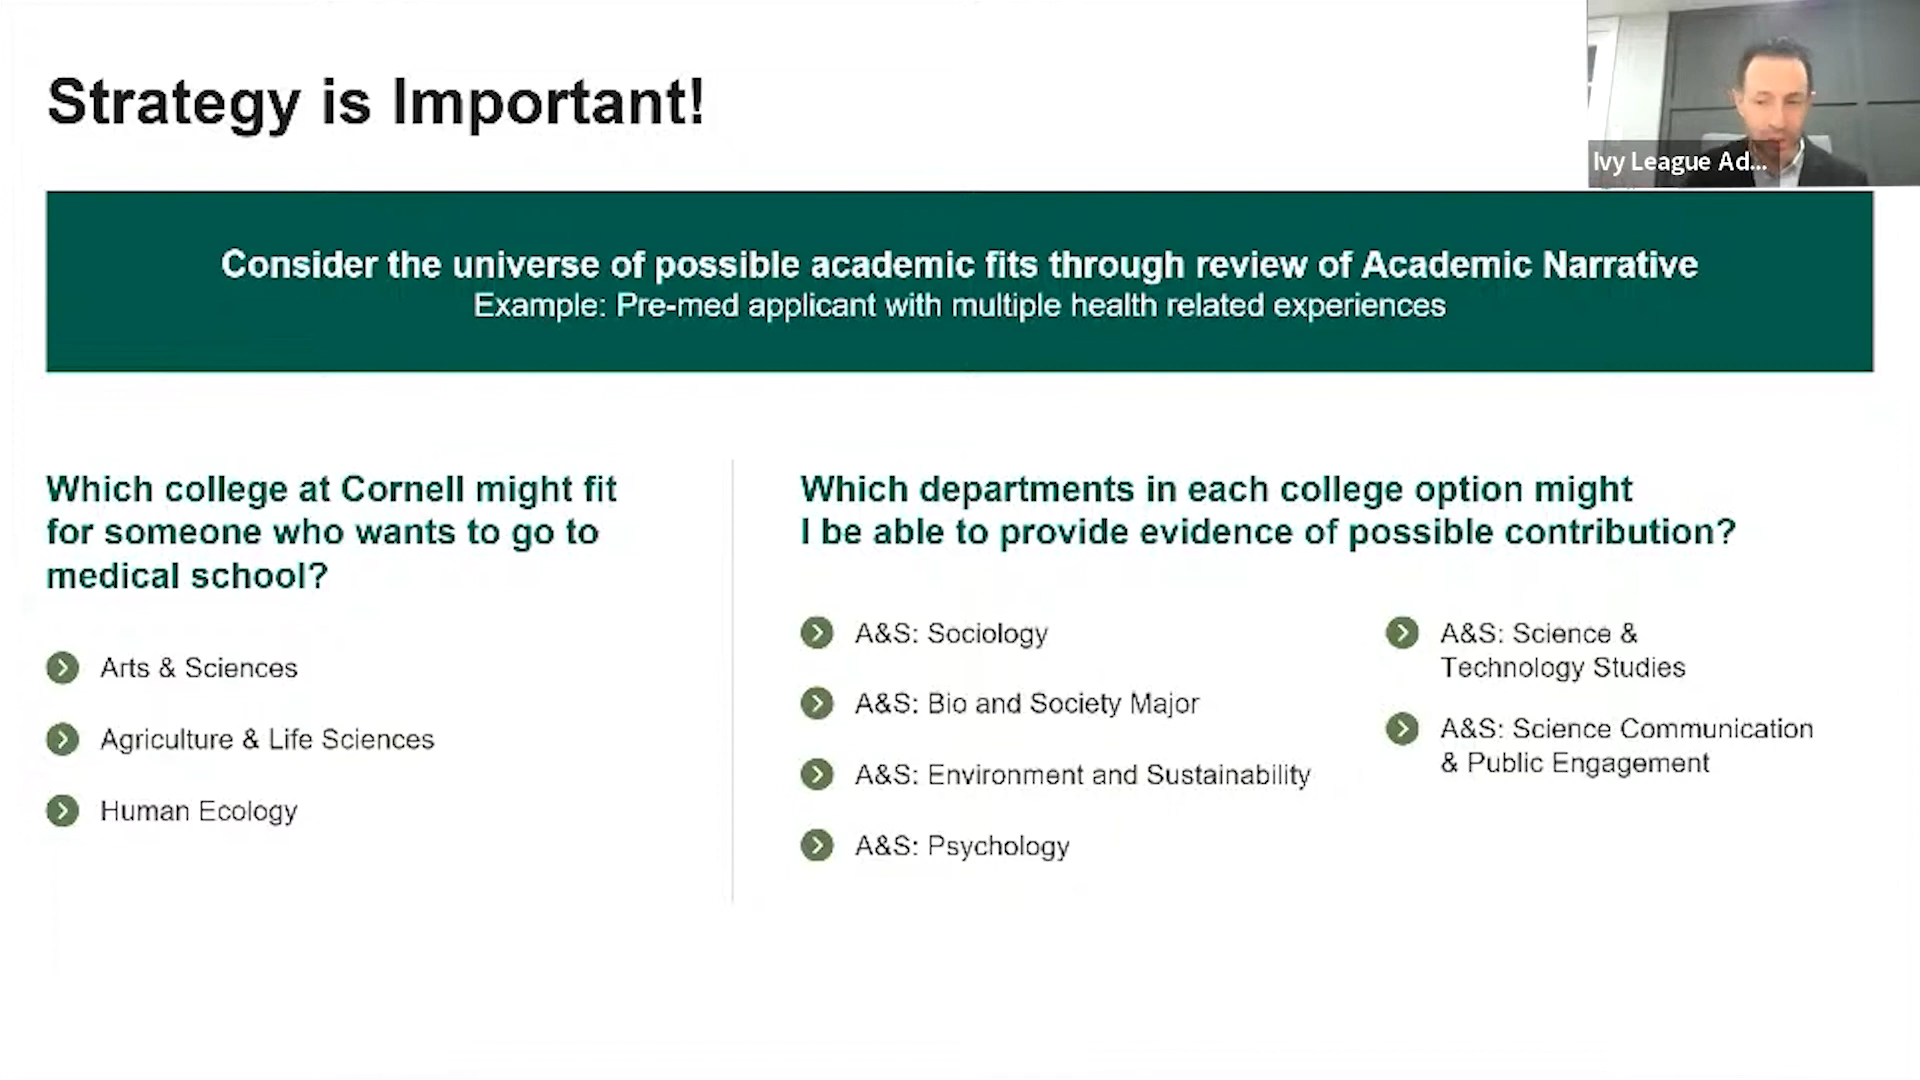 Strategy is Important!
Ivy League Ad...
Consider the universe of possible academic fits through review of Academic Narrative
Example: Pre-med applicant with multiple health related experiences
Which college at Cornell might fit
for someone who wants to go to
medical school?
Arts & Sciences
Agriculture & Life Sciences
Human Ecology
Which departments in each college option might
I be able to provide evidence of possible contribution?
A&S: Sociology
A&S: Bio and Society Major
A&S: Environment and Sustainability
A&S: Psychology
A&S: Science &
Technology Studies
A&S: Science Communication
& Public Engagement